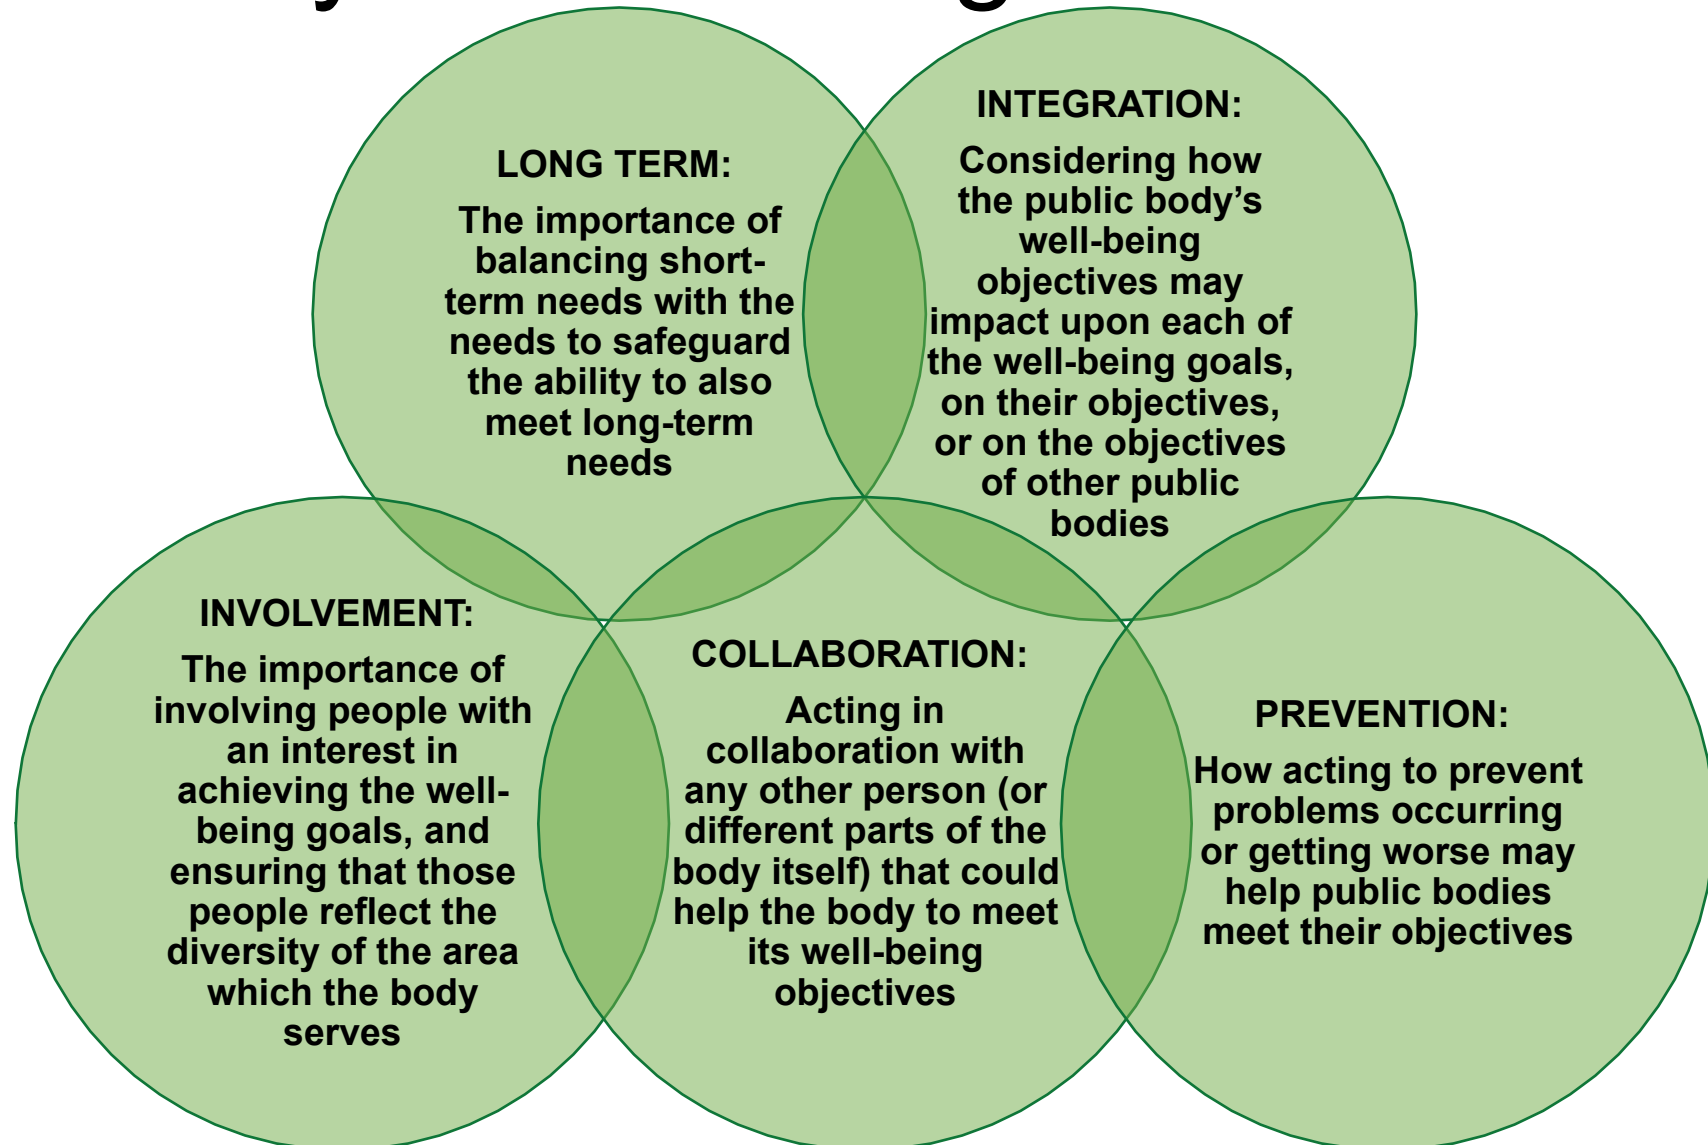 LONG TERM:
The importance of
balancing short-
term needs with the
needs to safeguard
the ability to also
meet long-term
needs
INTEGRATION:
Considering how
the public body’s
well-being
objectives may
impact upon each of
the well-being goals,
on their objectives,
or on the objectives
of other public
bodies
INVOLVEMENT:
The importance of
involving people with
an interest in
achieving the well-
being goals, and
ensuring that those
people reflect the
diversity of the area
which the body
serves
COLLABORATION:
Acting in
collaboration with
any other person (or
different parts of the
body itself) that could
help the body to meet
its well-being
objectives
PREVENTION:
How acting to prevent
problems occurring
or getting worse may
help public bodies
meet their objectives